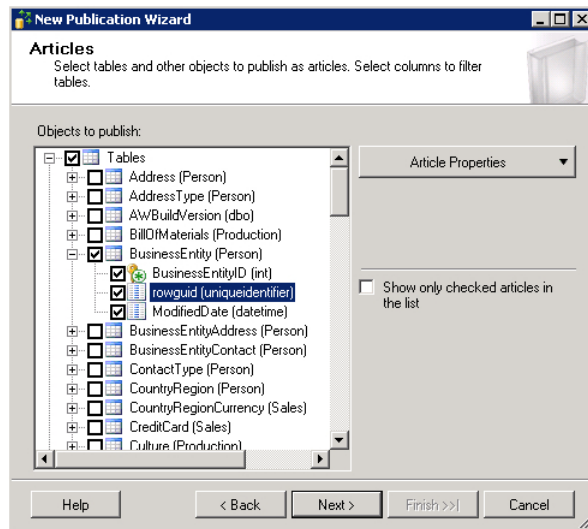 New Publication Wizard
Articles
Select tables and other objects to publish as articles. Select columns to filter
tables.
Objects to publish:
Tables
Address (Person)
AddressType (Person)
AWBuildVersion (dbo)
BillOfMaterials (Production)
BusinessEntity (Person)
BusinessEntityID (int)
rowguid (uniqueidentifier)
ModifiedDate (datetime)
BusinessEntityAddress (Person)
BusinessEntityContact (Person)
ContactType (Person)
CountryRegion (Person)
CountryRegionCurrency (Sales)
CreditCard (Sales)
Culture (Production)
Article Properties
Show only checked articles in
the list
Help
< Back
Next >
Finish >>|
Cancel